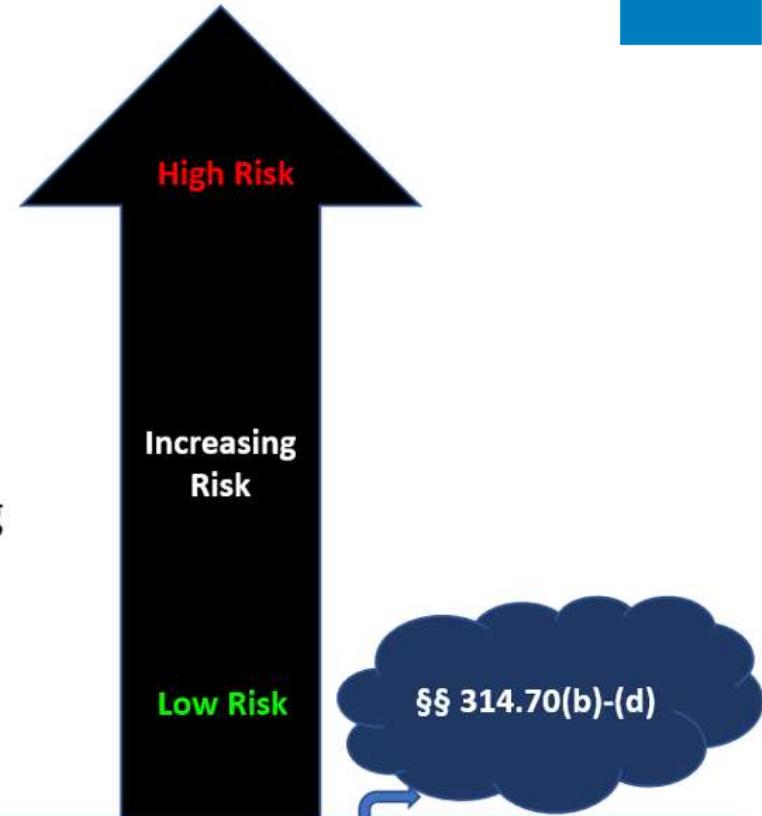 High Risk
Increasing
Risk
g
Low Risk
§§ 314.70(b)-(d)